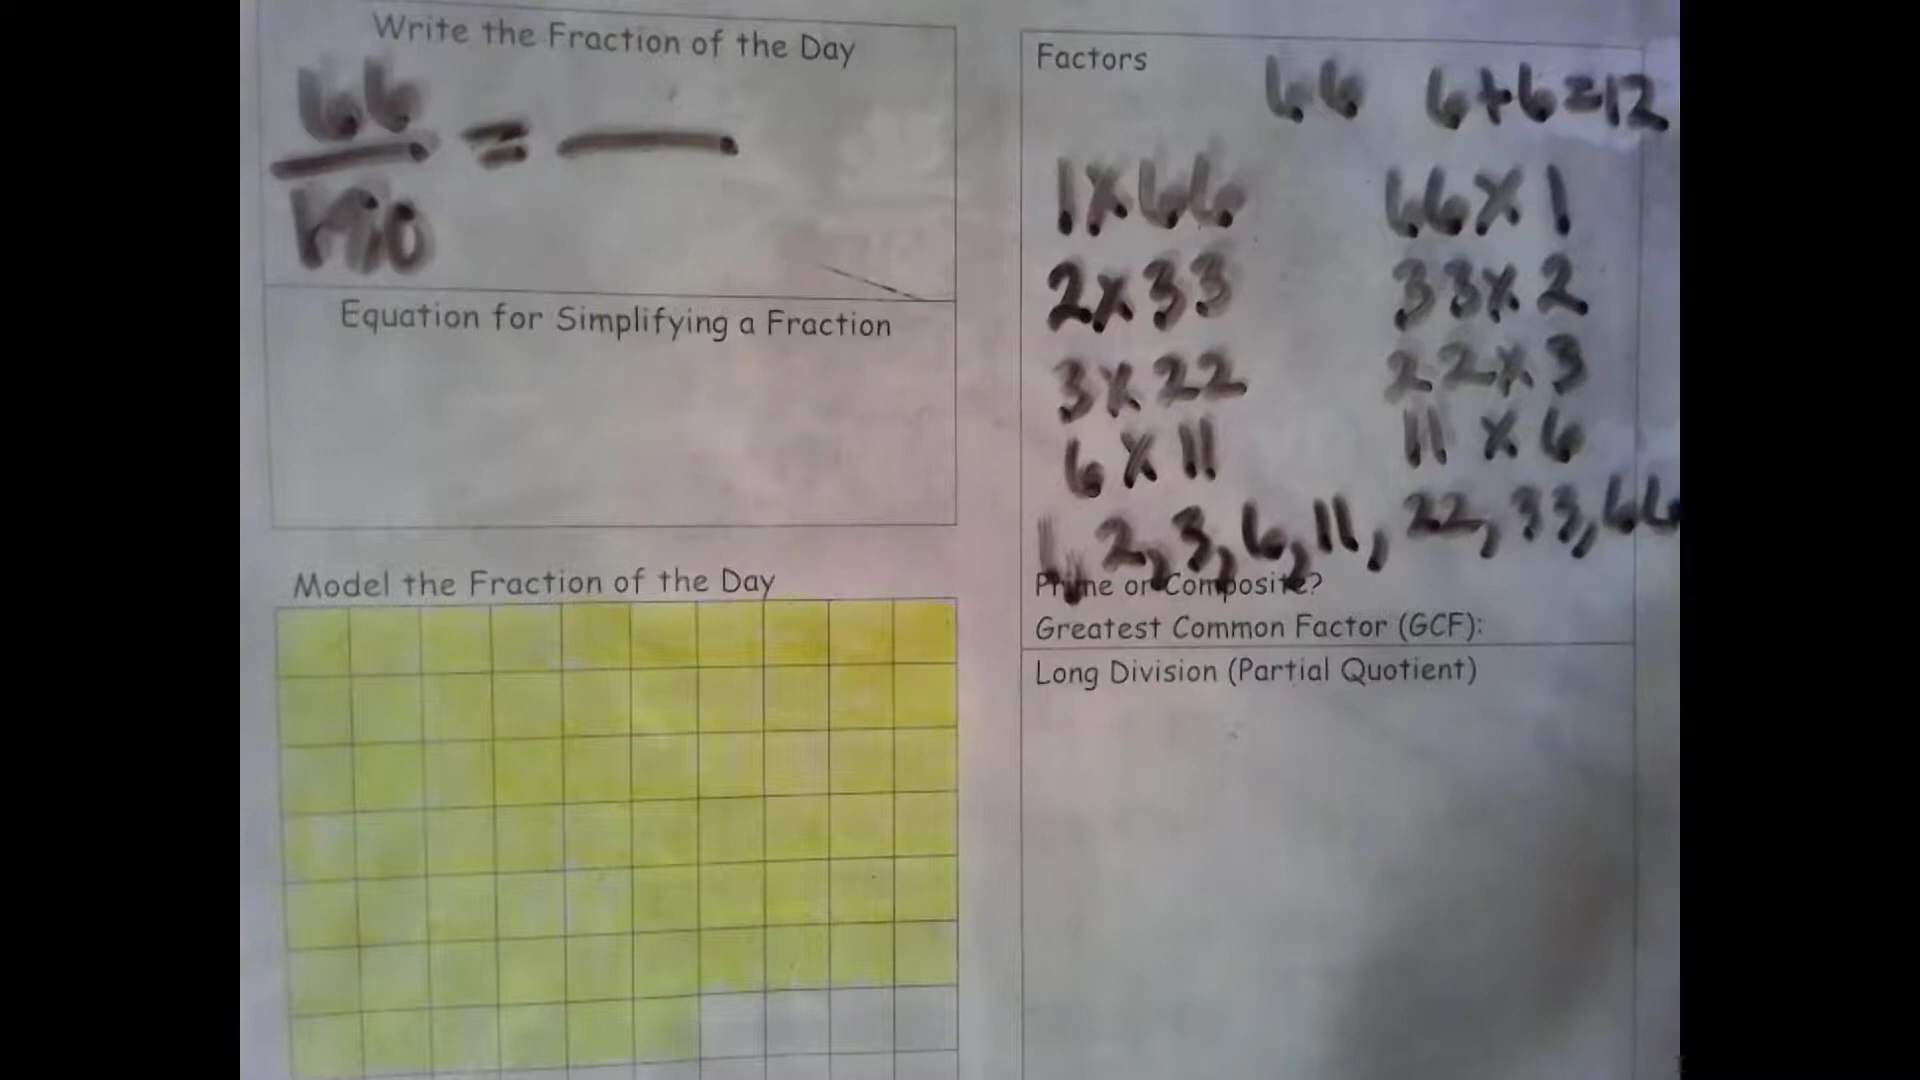 Write the Fraction of the Day
66
= 
Equation for Simplifying a Fraction
Model the Fraction of the Day
Factors
66 6+6=12
1x66 66x1
2x33 33x2
3x22 22x3
6x11 11x6
1, 2, 3, 6, 11, 22, 33, 66
Prime or Composite?
Greatest Common Factor (GCF):
Long Division (Partial Quotient)